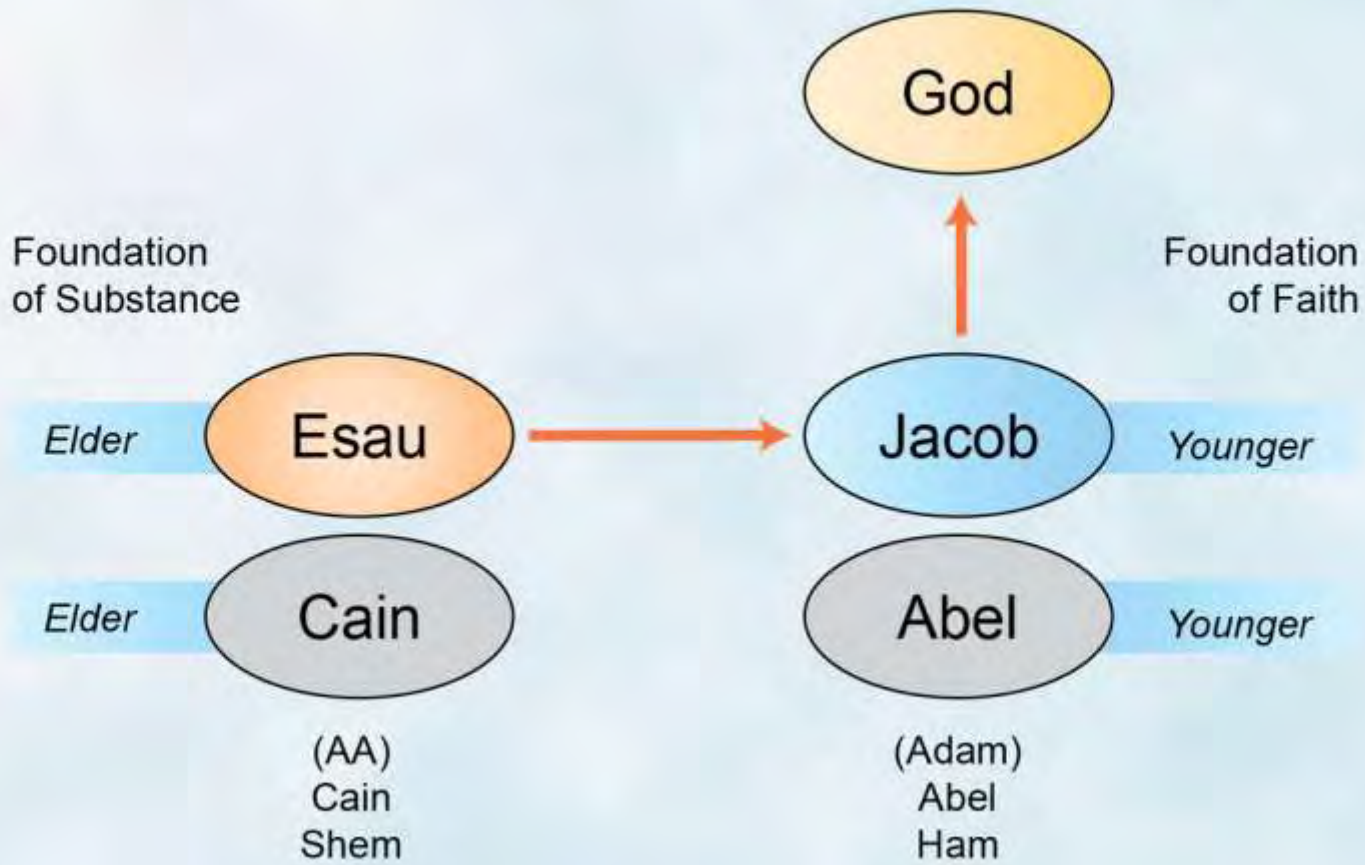 God
Foundation
of Substance
Foundation
of Faith
Elder
Esau
Jacob
Younger
Elder
Cain
Abel
Younger
(AA)
Cain
Shem
(Adam)
Abel
Ham